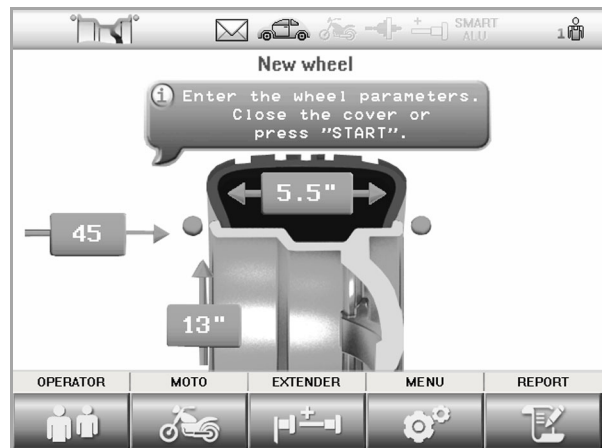 SMART
ALU
1
New wheel
i Enter the wheel parameters.
Close the cover or
press "START".
5.5"
45
13"
OPERATOR MOTO EXTENDER MENU REPORT